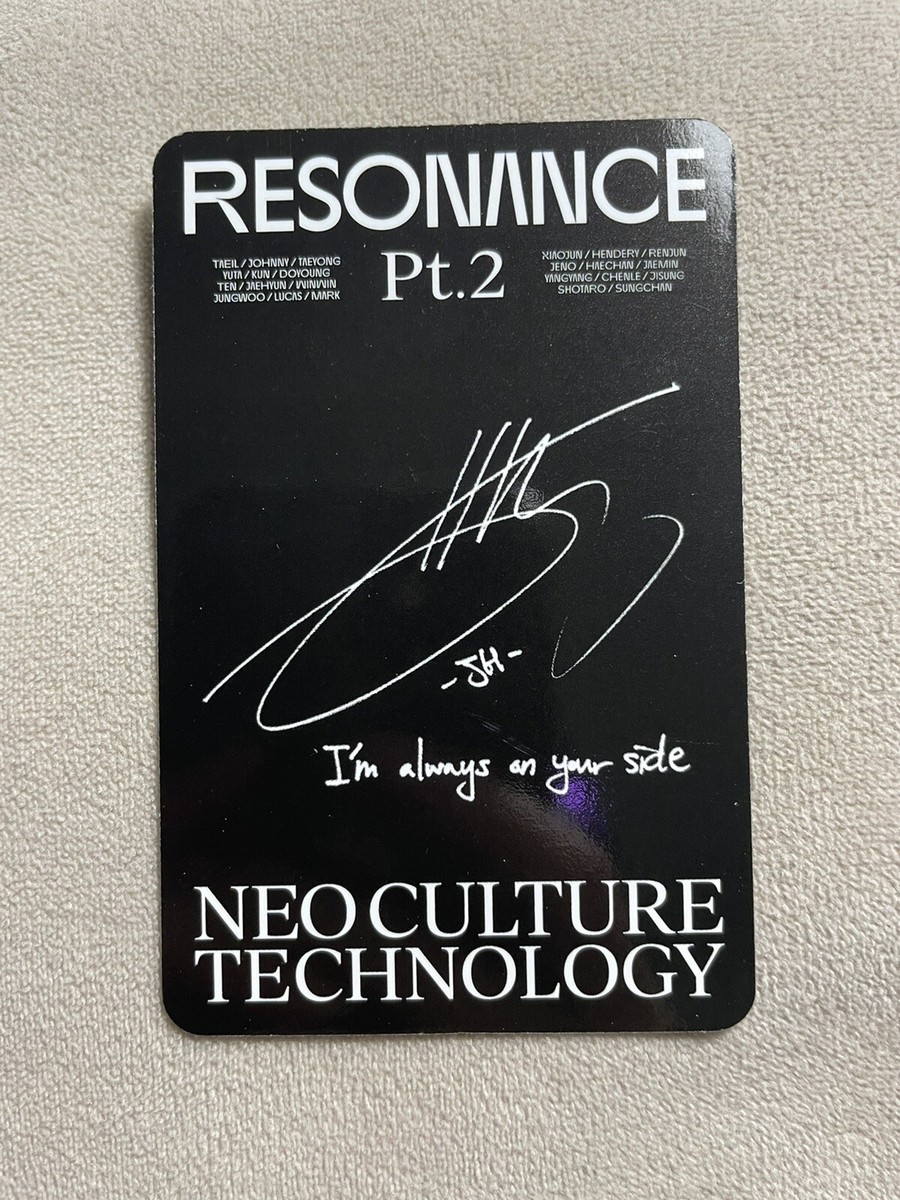 RESONANCE
Pt.2
TAEIL / JOHNNY / TAEYONG
YUTA / KUN / DOYOUNG
TEN / JAEHYUN / WINWIN
JUNGWOO / LUCAS / MARK
XIAOJUN / HENDERY / RENJUN
JENO / HAECHAN / JAEMIN
YANGYANG / CHENLE / JISUNG
SHOTARO / SUNGCHAN
- JH -
I'm always on your side
NEO CULTURE
TECHNOLOGY